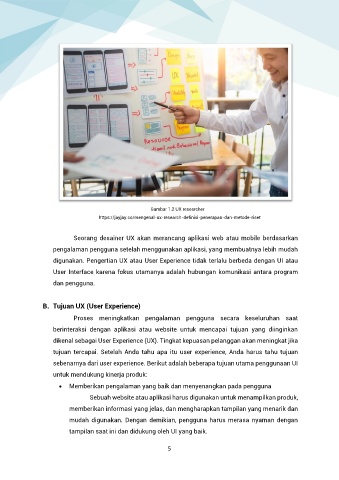 UX
Gambar 1.2 UX researcher
https://jayjay.co/mengenal-ux-research-definisi-penerapan-dan-metode-riset
Seorang desainer UX akan merancang aplikasi web atau mobile berdasarkan
pengalaman pengguna setelah menggunakan aplikasi, yang membuatnya lebih mudah
digunakan. Pengertian UX atau User Experience tidak terlalu berbeda dengan UI atau
User Interface karena fokus utamanya adalah hubungan komunikasi antara program
dan pengguna.
B. Tujuan UX (User Experience)
Proses meningkatkan pengalaman pengguna secara keseluruhan saat
berinteraksi dengan aplikasi atau website untuk mencapai tujuan yang diinginkan
dikenal sebagai User Experience (UX). Tingkat kepuasan pelanggan akan meningkat jika
tujuan tercapai. Setelah Anda tahu apa itu user experience, Anda harus tahu tujuan
sebenarnya dari user experience. Berikut adalah beberapa tujuan utama penggunaan UI
untuk mendukung kinerja produk:
• Memberikan pengalaman yang baik dan menyenangkan pada pengguna
Sebuah website atau aplikasi harus digunakan untuk menampilkan produk,
memberikan informasi yang jelas, dan mengharapkan tampilan yang menarik dan
mudah digunakan. Dengan demikian, pengguna harus merasa nyaman dengan
tampilan saat ini dan didukung oleh UI yang baik.
5